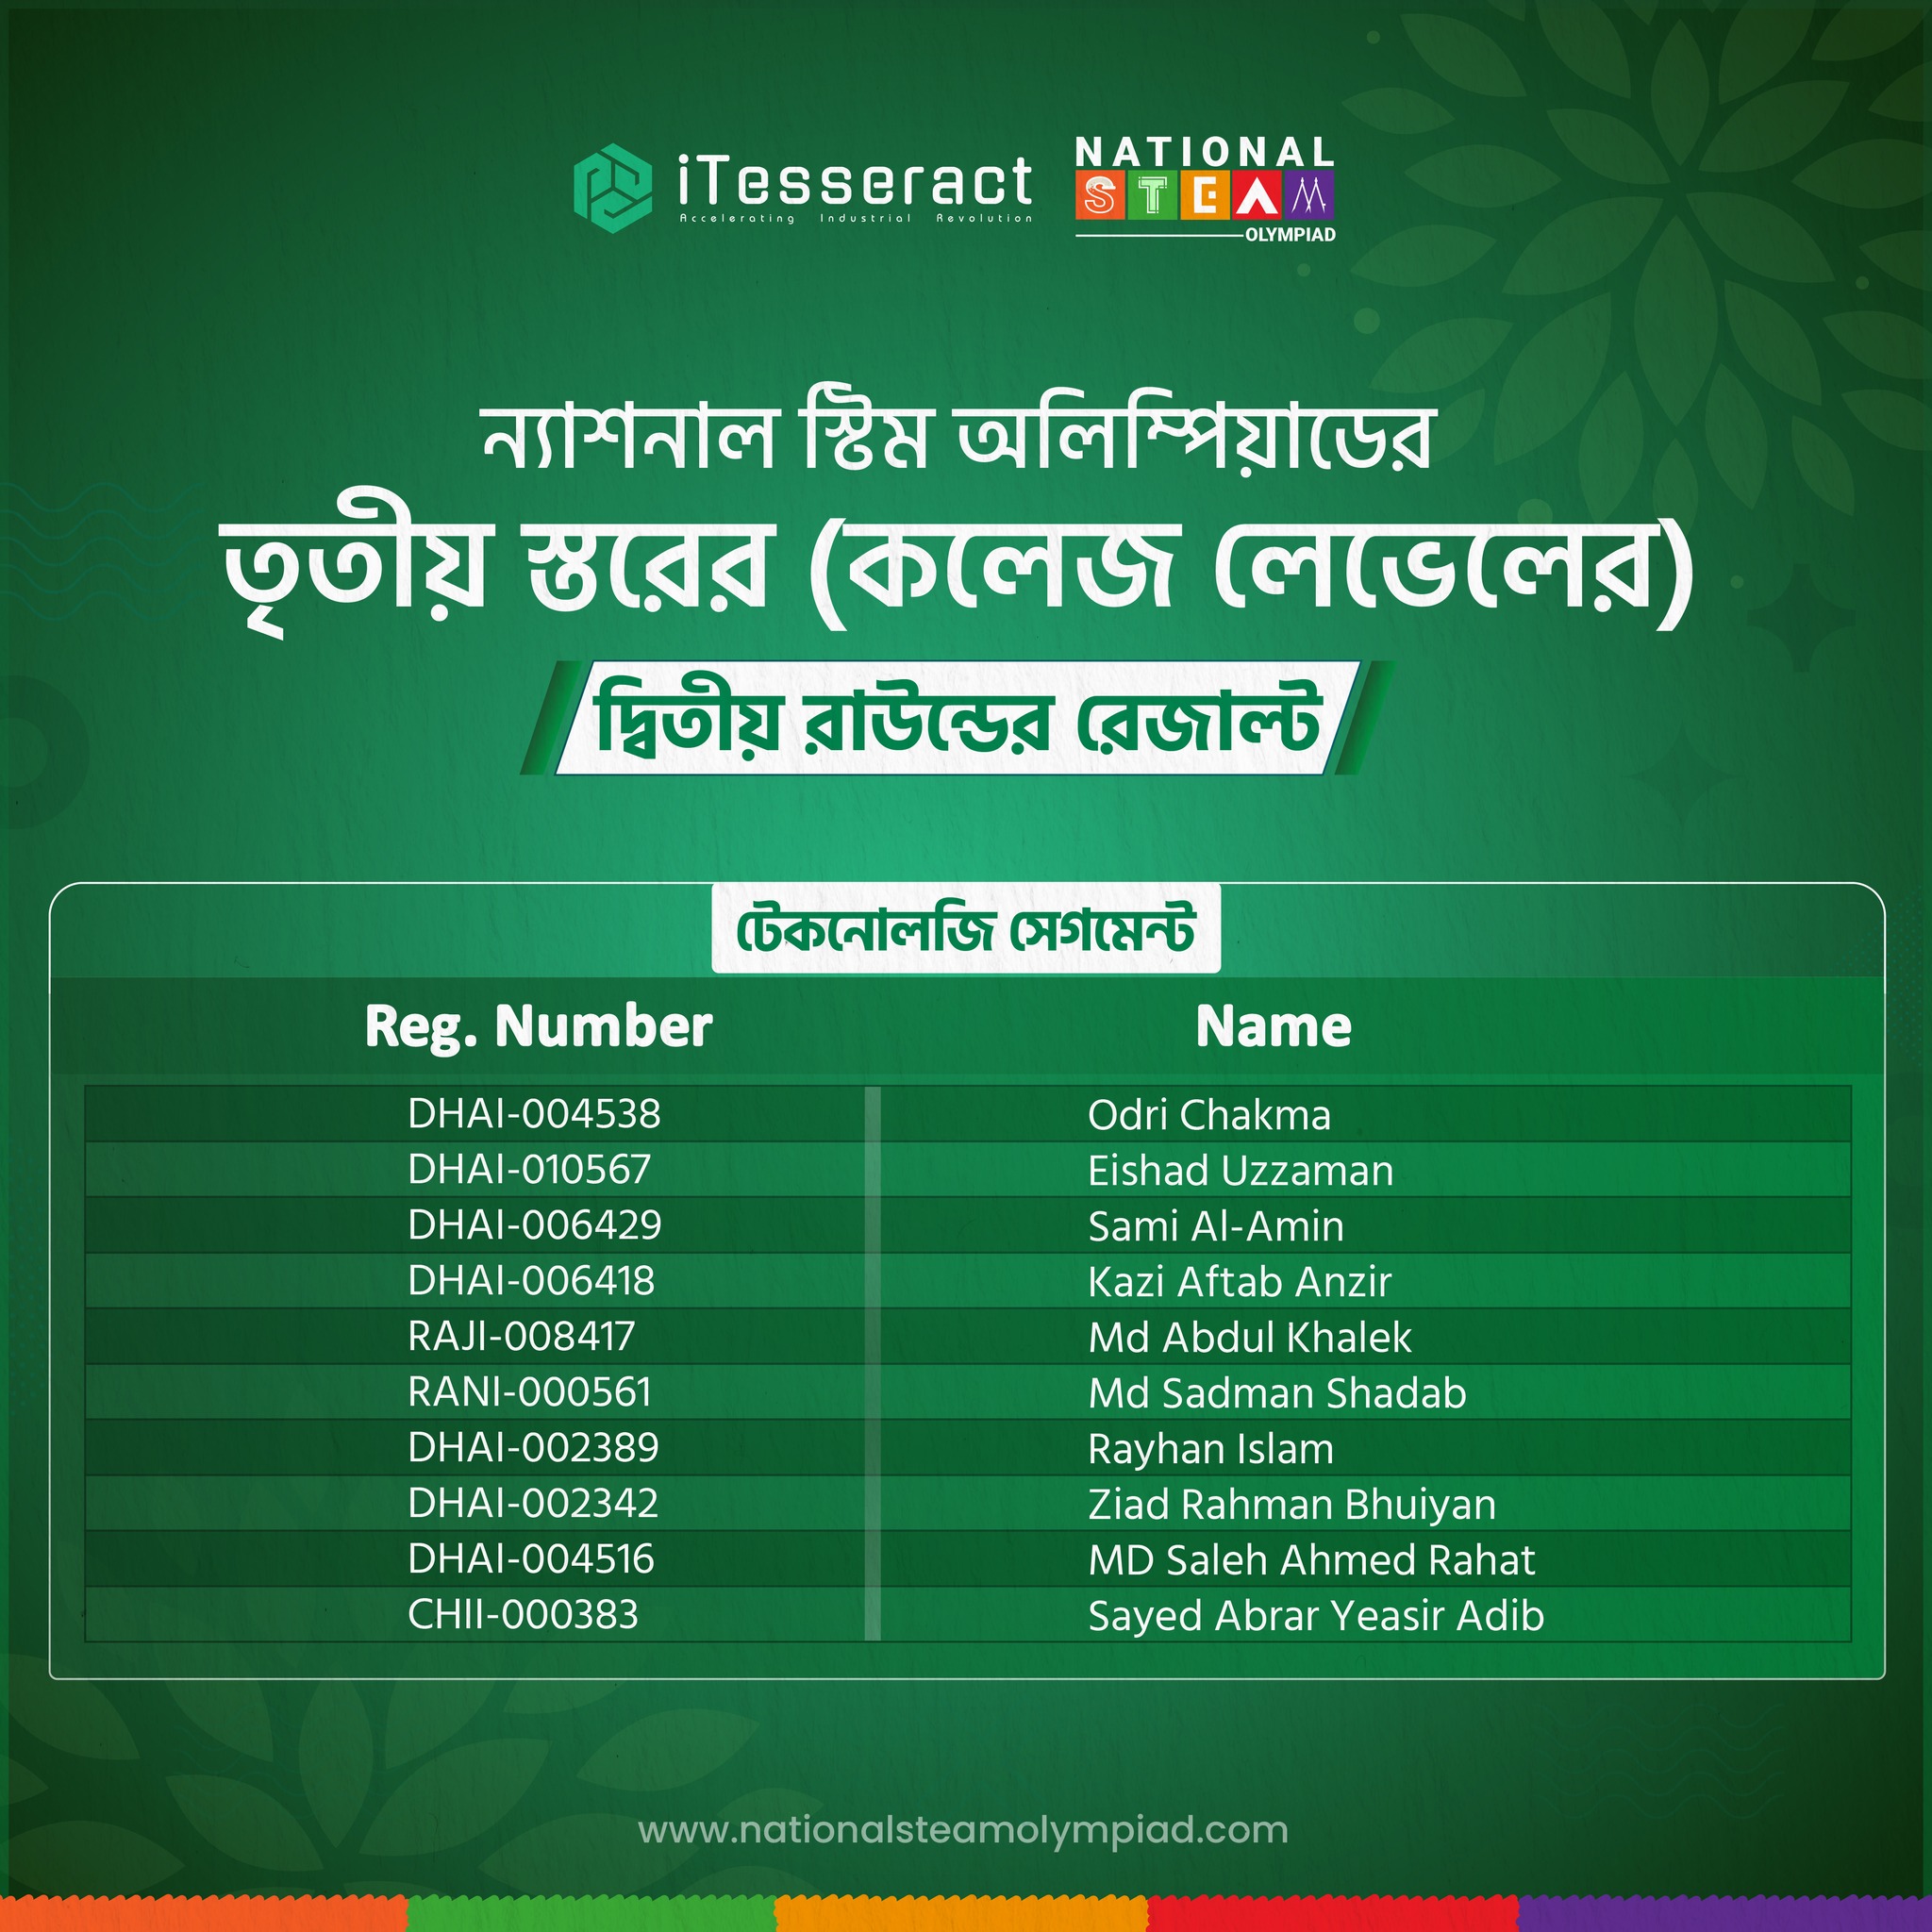 iTesseract
Accelerating Industrial Revolution
NATIONAL
STEAM
OLYMPIAD
ন্যাশনাল স্টিম অলিম্পিয়াডের
তৃতীয় স্তরের (কলেজ লেভেলের)
দ্বিতীয় রাউন্ডের রেজাল্ট
টেকনোলজি সেগমেন্ট
Reg. Number Name
DHAI-004538 Odri Chakma
DHAI-010567 Eishad Uzzaman
DHAI-006429 Sami Al-Amin
DHAI-006418 Kazi Aftab Anzir
RAJI-008417 Md Abdul Khalek
RANI-000561 Md Sadman Shadab
DHAI-002389 Rayhan Islam
DHAI-002342 Ziad Rahman Bhuiyan
DHAI-004516 MD Saleh Ahmed Rahat
CHII-000383 Sayed Abrar Yeasir Adib
www.nationalsteamolympiad.com